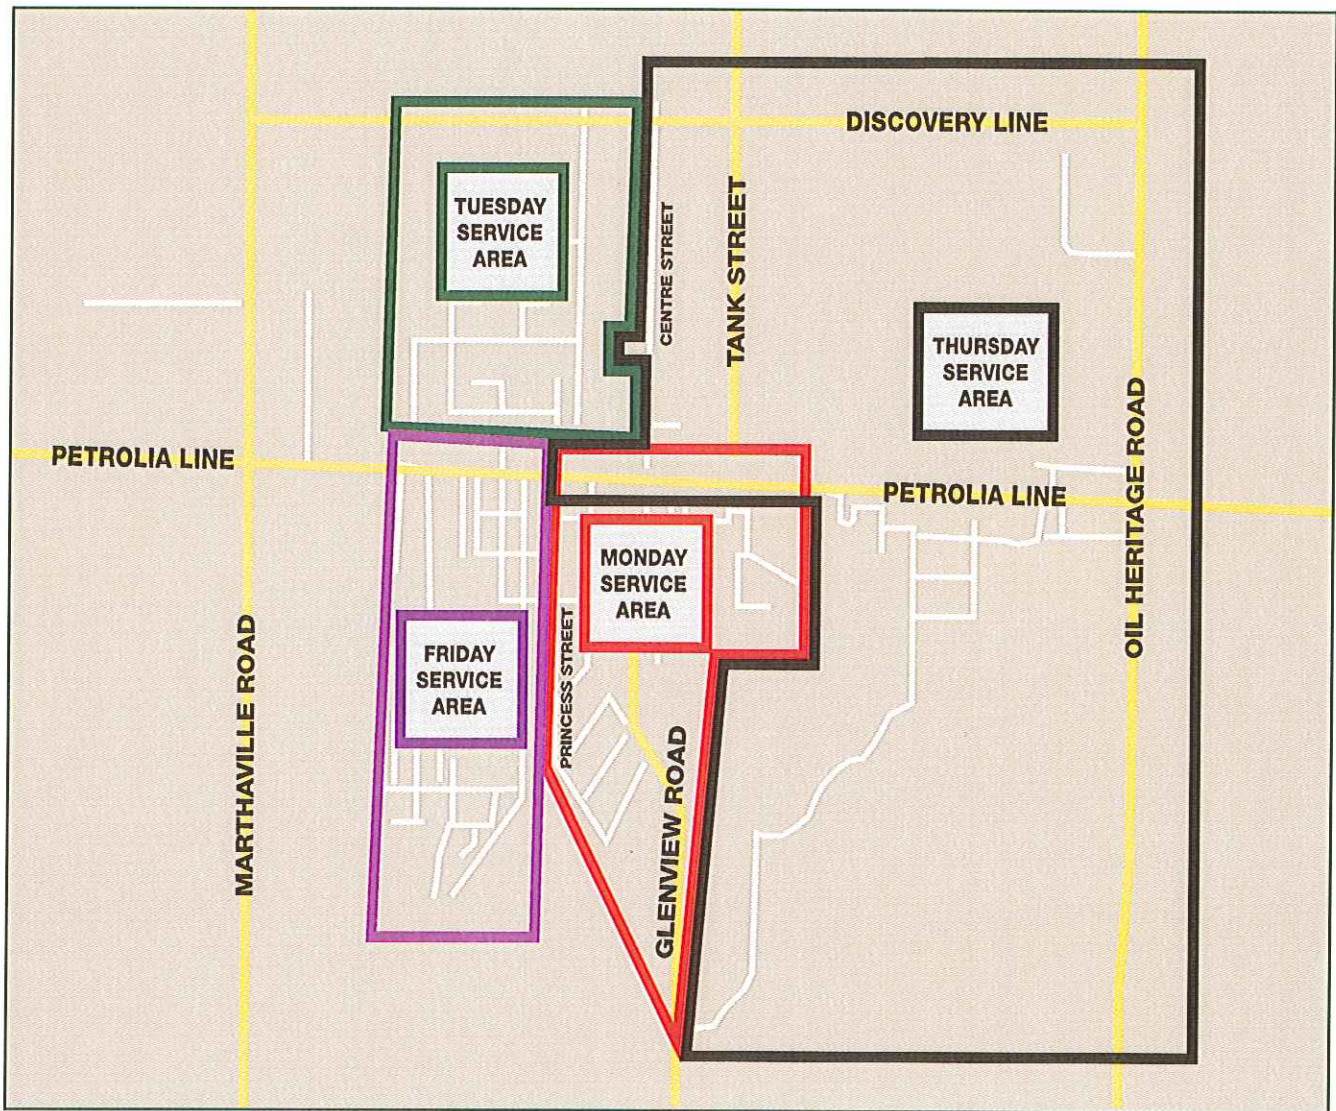 DISCOVERY LINE
TUESDAY
SERVICE
AREA
CENTRE STREET
TANK STREET
THURSDAY
SERVICE
AREA
OIL HERITAGE ROAD
PETROLIA LINE
PETROLIA LINE
MONDAY
SERVICE
AREA
PRINCESS STREET
FRIDAY
SERVICE
AREA
MARTHAVILLE ROAD
GLENVIEW ROAD